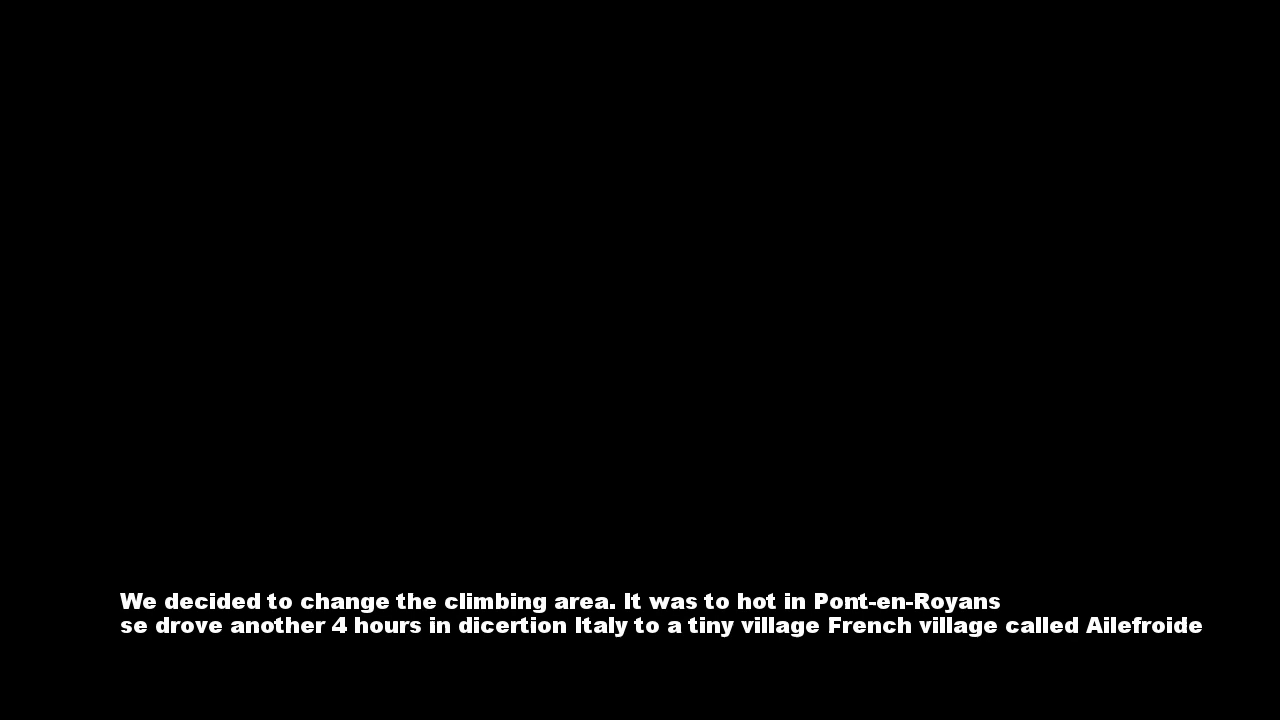 We decided to change the climbing area. It was to hot in Pont-en-Royans
se drove another 4 hours in dicertion Italy to a tiny village French village called Ailefroide